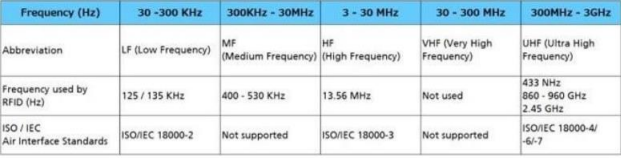 Frequency (Hz) 30 -300 KHz 300KHz - 30MHz 3 - 30 MHz 30 - 300 MHz 300MHz - 3GHz
Abbreviation LF (Low Frequency) MF (Medium Frequency) HF (High Frequency) VHF (Very High Frequency) UHF (Ultra High Frequency)
Frequency used by RFID (Hz) 125 / 135 KHz 400 - 530 KHz 13.56 MHz Not used 433 NHz 860 - 960 GHz 2.45 GHz
ISO / IEC Air Interface Standards ISO/IEC 18000-2 Not supported ISO/IEC 18000-3 Not supported ISO/IEC 18000-4/ -6/-7